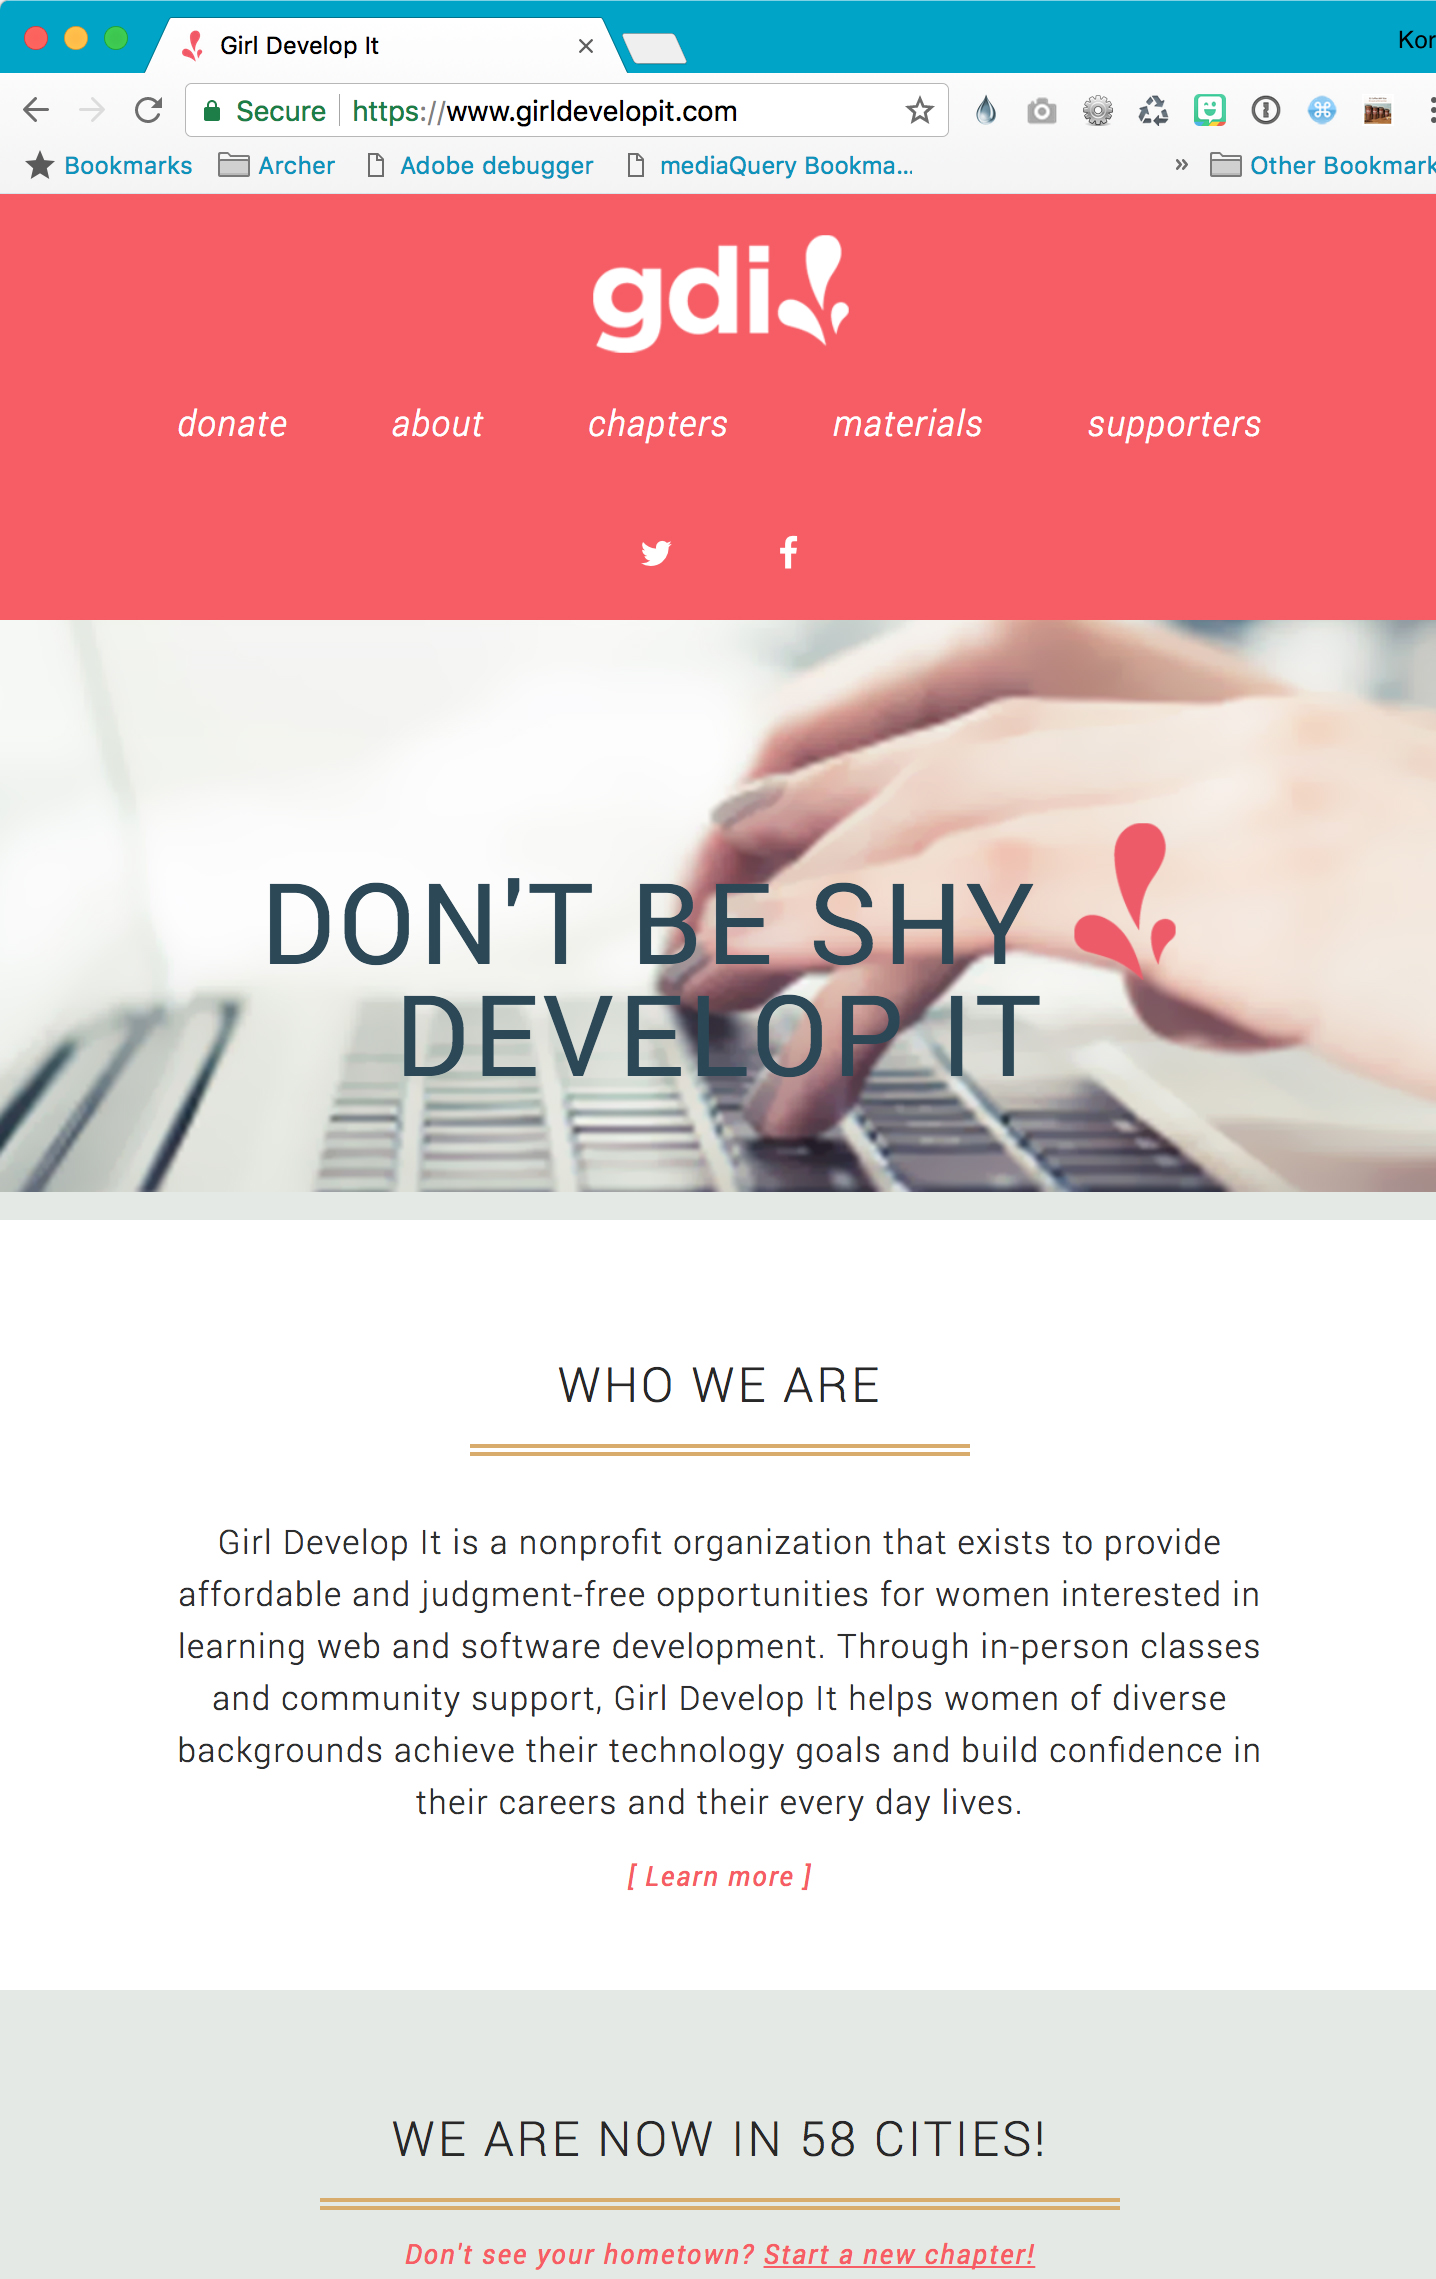 Girl Develop It
Kor
Secure https://www.girldevelopit.com
Bookmarks Archer Adobe debugger mediaQuery Bookma... » Other Bookmark
gdi
donate about chapters materials supporters
DON'T BE SHY
DEVELOP IT
WHO WE ARE
Girl Develop It is a nonprofit organization that exists to provide
affordable and judgment-free opportunities for women interested in
learning web and software development. Through in-person classes
and community support, Girl Develop It helps women of diverse
backgrounds achieve their technology goals and build confidence in
their careers and their every day lives.
[ Learn more ]
WE ARE NOW IN 58 CITIES!
Don't see your hometown? Start a new chapter!